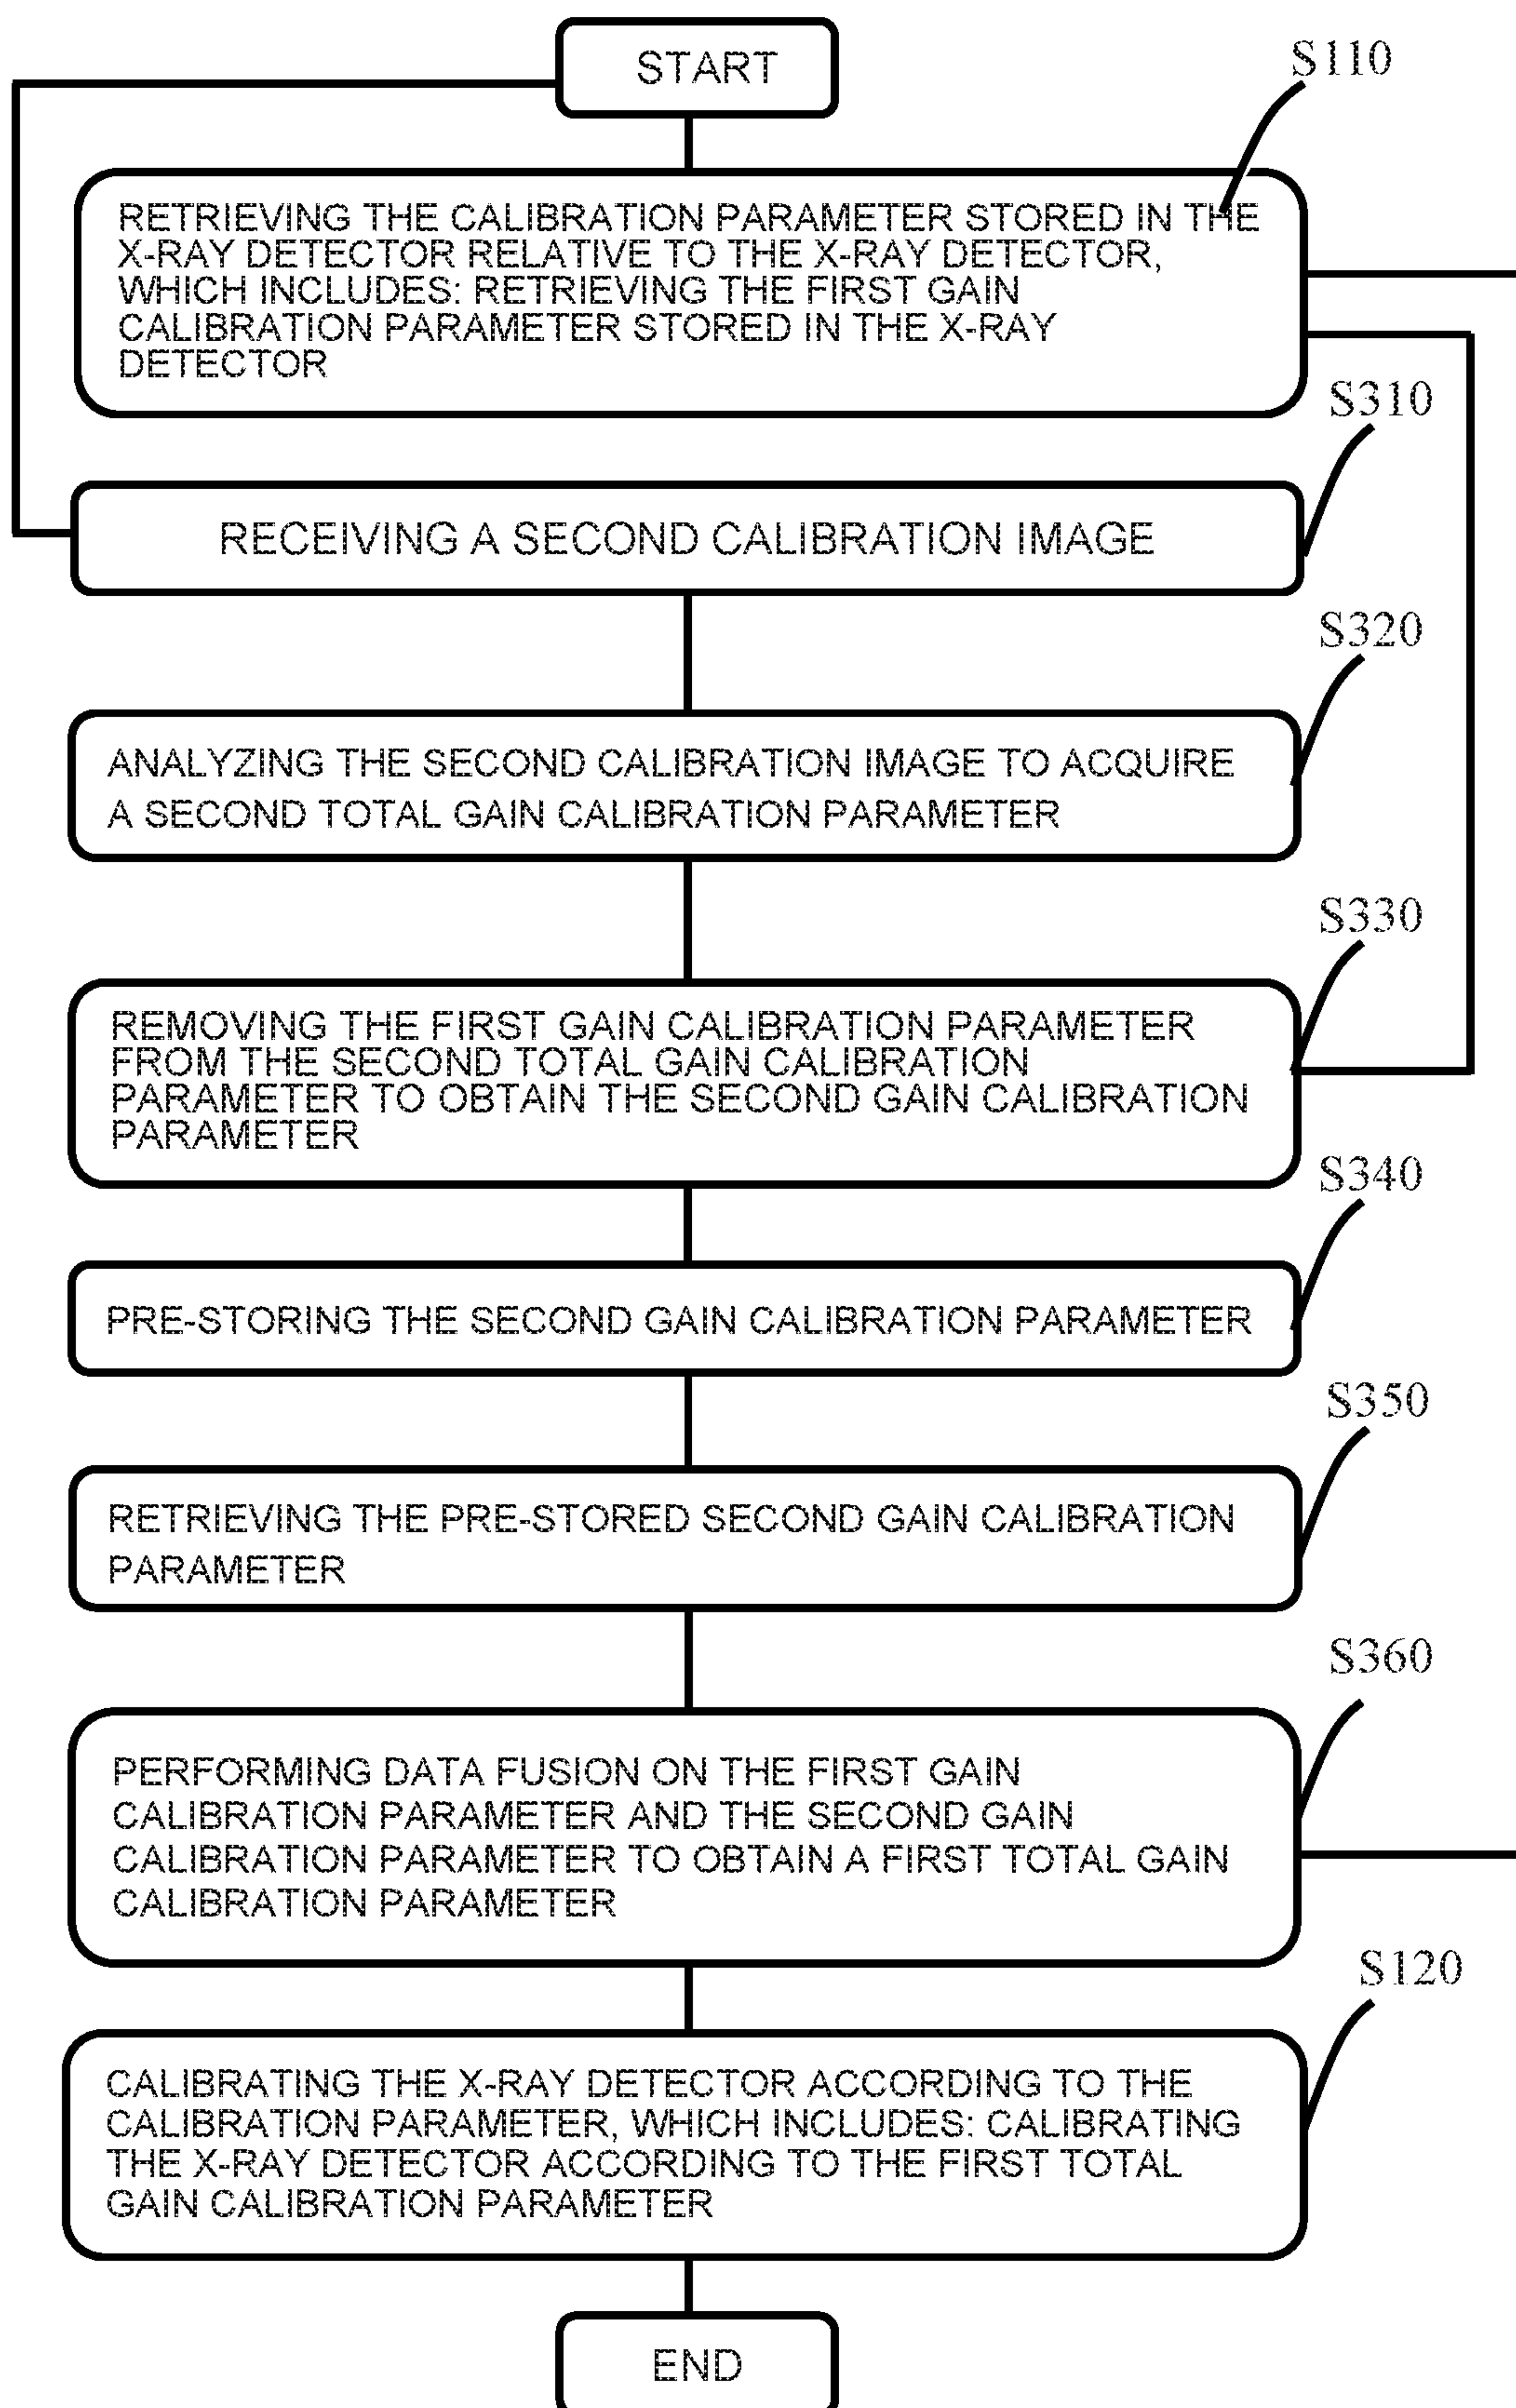 START
S110
RETRIEVING THE CALIBRATION PARAMETER STORED IN THE
X-RAY DETECTOR RELATIVE TO THE X-RAY DETECTOR,
WHICH INCLUDES: RETRIEVING THE FIRST GAIN
CALIBRATION PARAMETER STORED IN THE X-RAY
DETECTOR
S310
RECEIVING A SECOND CALIBRATION IMAGE
S320
ANALYZING THE SECOND CALIBRATION IMAGE TO ACQUIRE
A SECOND TOTAL GAIN CALIBRATION PARAMETER
S330
REMOVING THE FIRST GAIN CALIBRATION PARAMETER
FROM THE SECOND TOTAL GAIN CALIBRATION
PARAMETER TO OBTAIN THE SECOND GAIN CALIBRATION
PARAMETER
S340
PRE-STORING THE SECOND GAIN CALIBRATION PARAMETER
S350
RETRIEVING THE PRE-STORED SECOND GAIN CALIBRATION
PARAMETER
S360
PERFORMING DATA FUSION ON THE FIRST GAIN
CALIBRATION PARAMETER AND THE SECOND GAIN
CALIBRATION PARAMETER TO OBTAIN A FIRST TOTAL GAIN
CALIBRATION PARAMETER
S120
CALIBRATING THE X-RAY DETECTOR ACCORDING TO THE
CALIBRATION PARAMETER, WHICH INCLUDES: CALIBRATING
THE X-RAY DETECTOR ACCORDING TO THE FIRST TOTAL
GAIN CALIBRATION PARAMETER
END